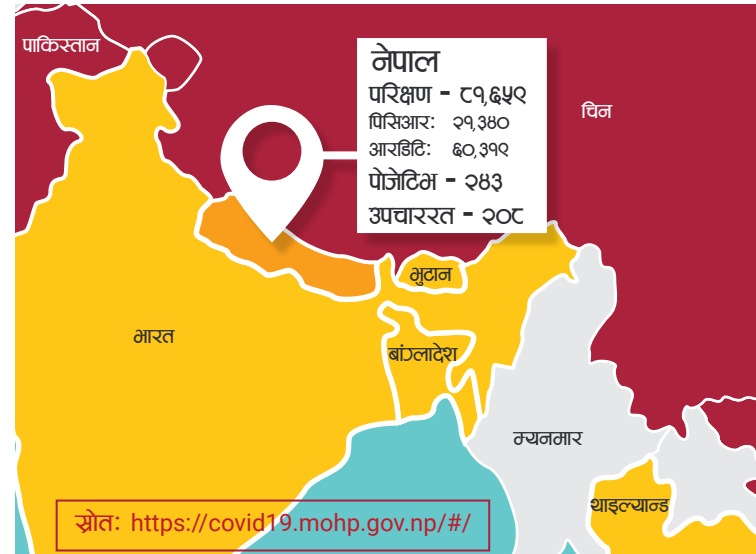 पाकिस्तान
नेपाल
परिक्षण - ८१,६५९
पिसिआर: २१,३४०
आरडिटि: ६०,३१९
पोजेटिभ - २४३
उपचाररत - २०८
चिन
भुटान
भारत
बांग्लादेश
म्यनमार
थाइल्यान्ड
स्रोत: https://covid19.mohp.gov.np/#/